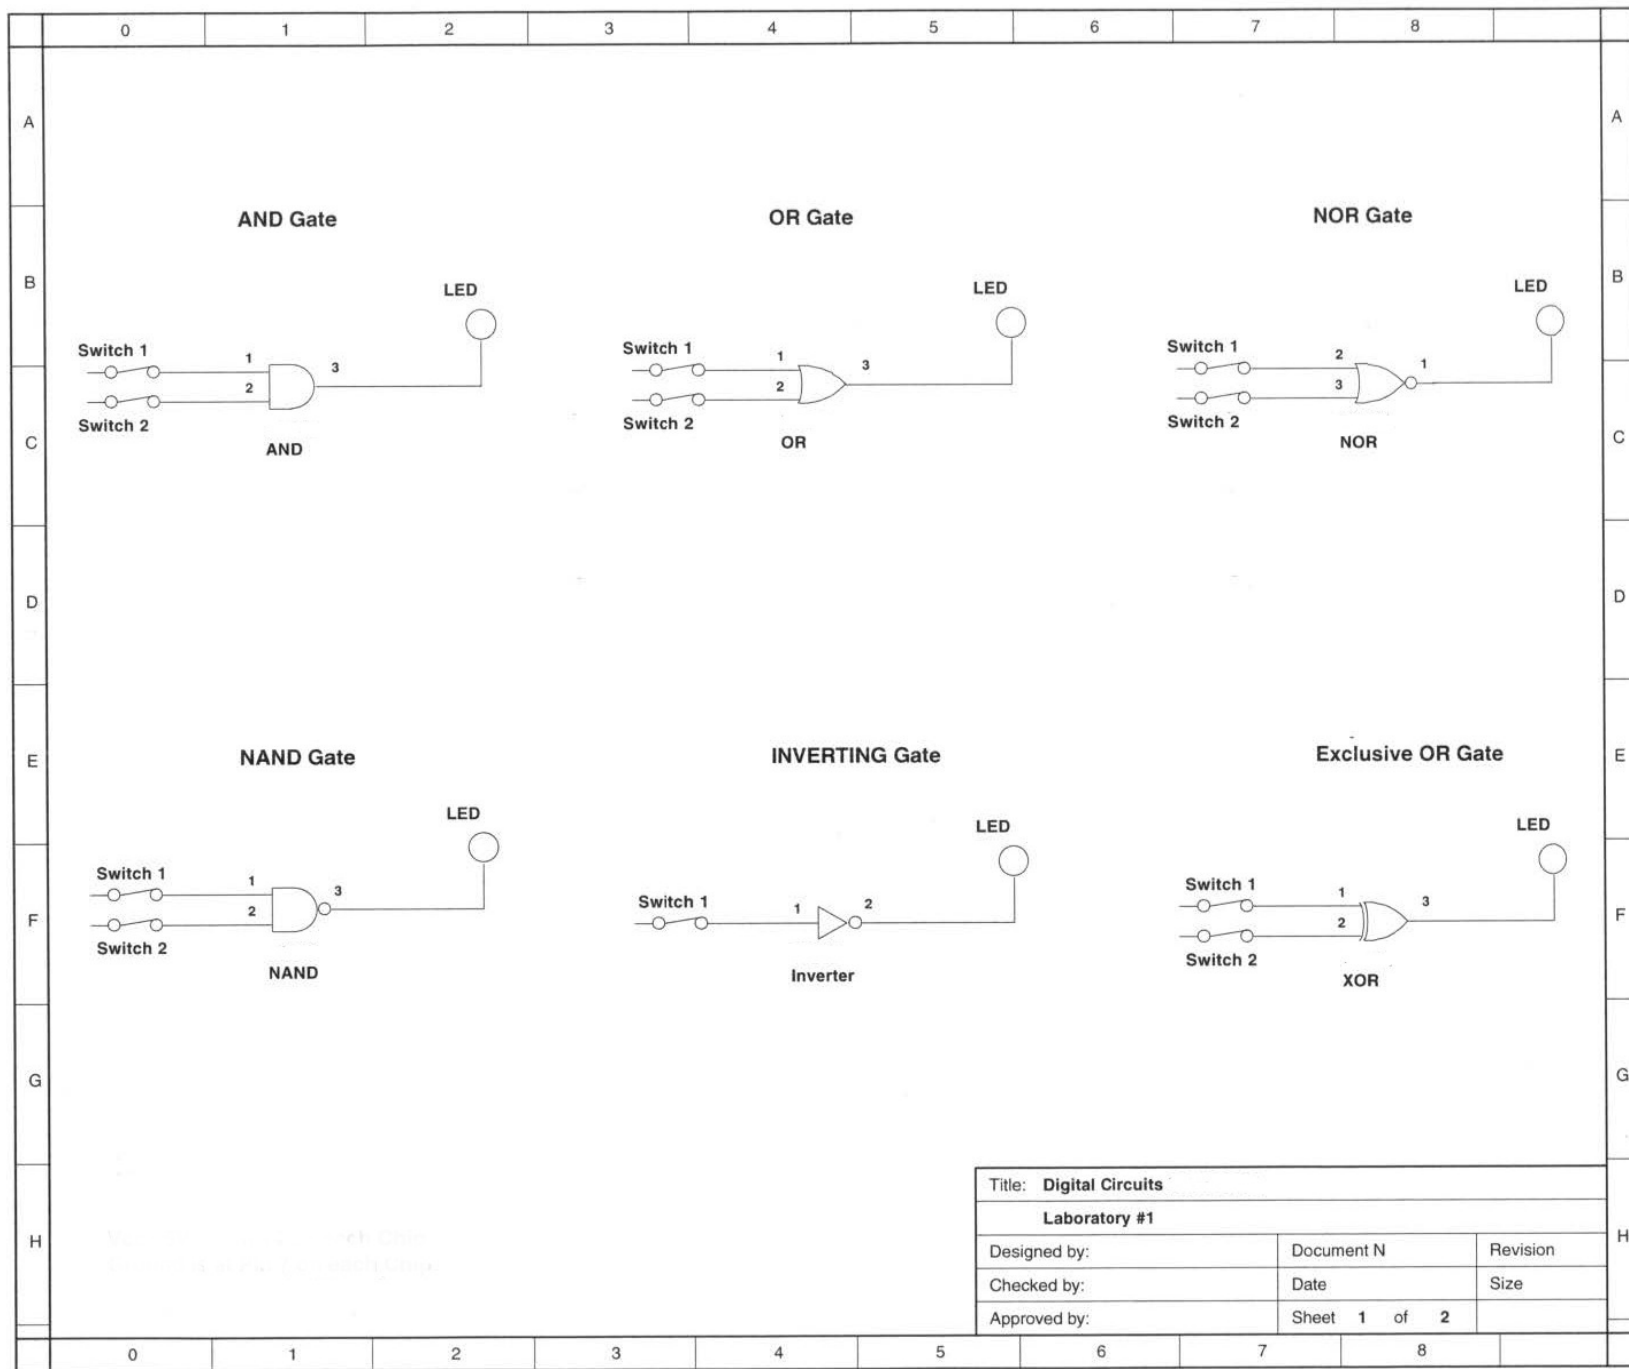 0 1 2 3 4 5 6 7 8
A A
B B
C C
D D
E E
F F
G G
H H
AND Gate
LED
Switch 1
1
2
3
Switch 2
AND
OR Gate
LED
Switch 1
1
2
3
Switch 2
OR
NOR Gate
LED
Switch 1
2
3
1
Switch 2
NOR
NAND Gate
LED
Switch 1
1
2
3
Switch 2
NAND
INVERTING Gate
LED
Switch 1
1
2
Inverter
Exclusive OR Gate
LED
Switch 1
1
2
3
Switch 2
XOR
Title: Digital Circuits
Laboratory #1
Designed by: Document N Revision
Checked by: Date Size
Approved by: Sheet 1 of 2
0 1 2 3 4 5 6 7 8